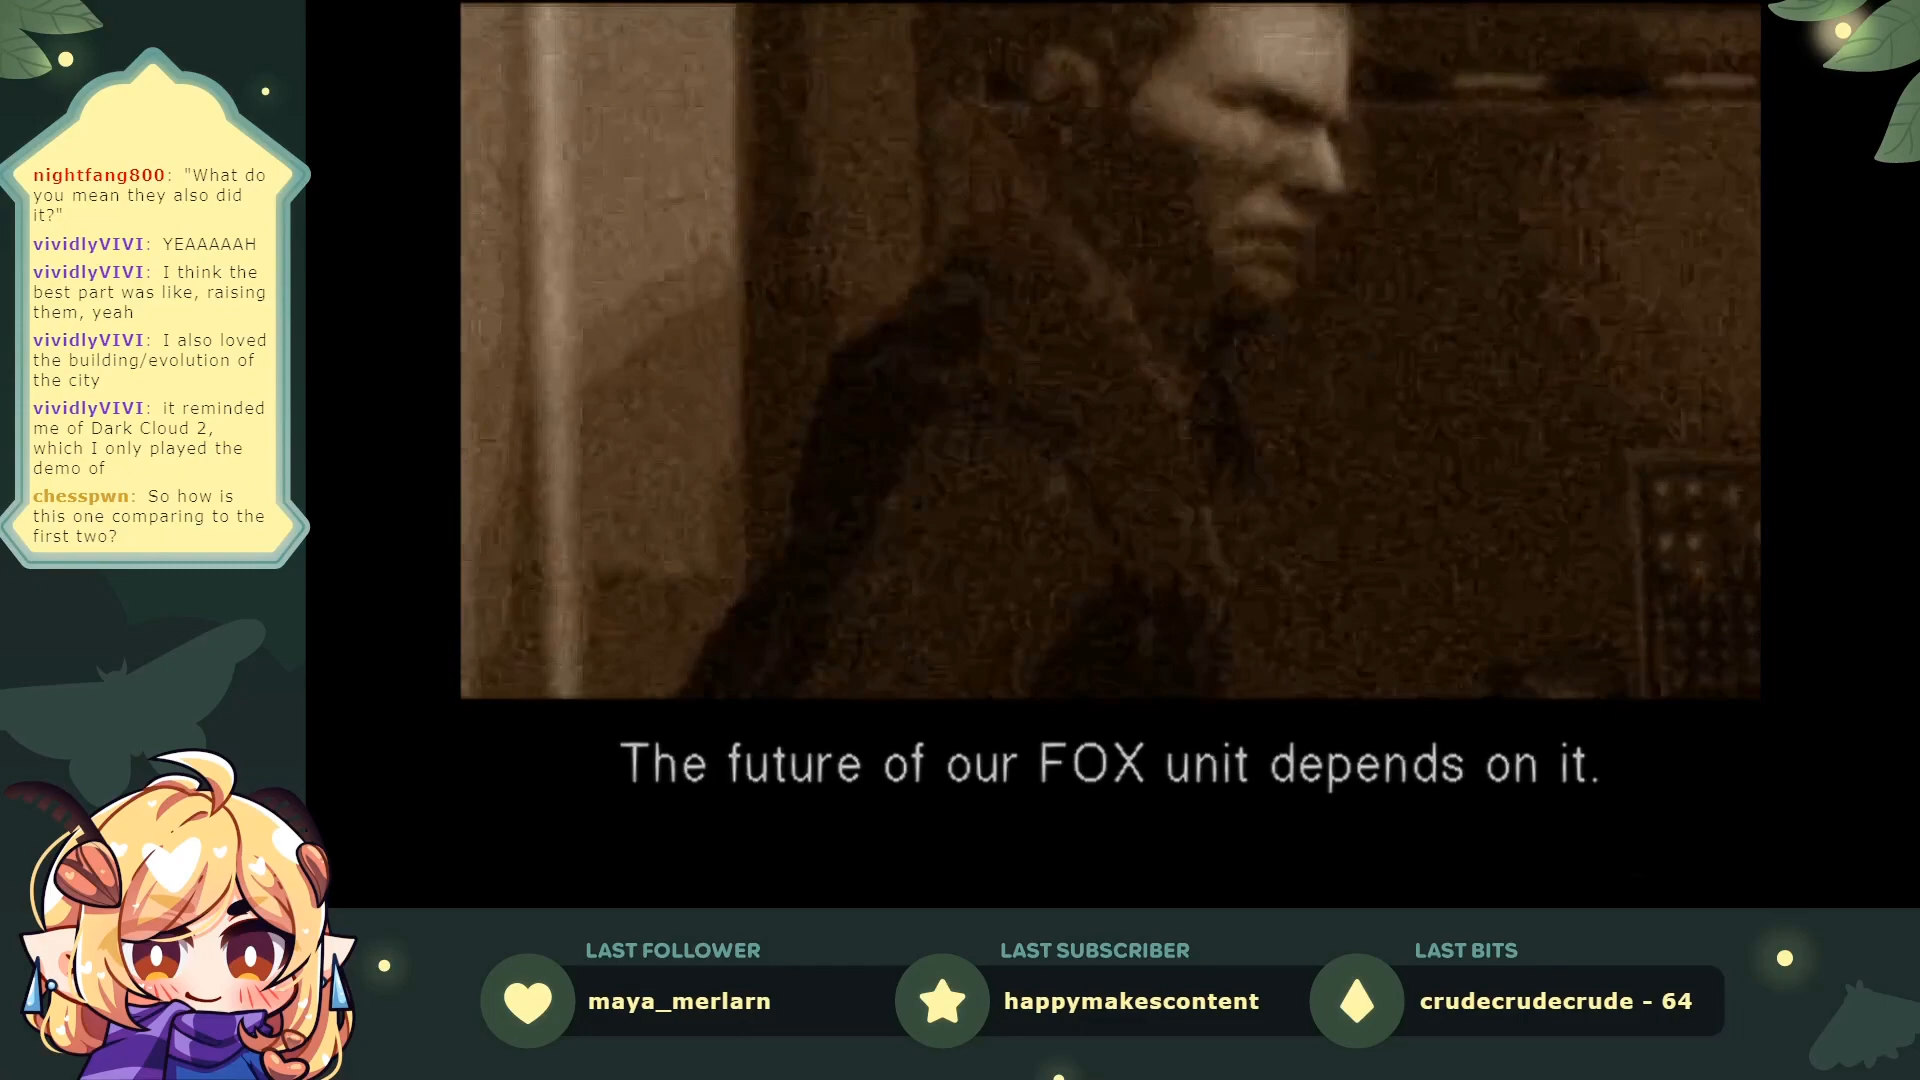 nightfang800: "What do
you mean they also did
it?"
vividlyVIVI: YEAAAAAH
vividlyVIVI: I think the
best part was like, raising
them, yeah
vividlyVIVI: I also loved
the building/evolution of
the city
vividlyVIVI: it reminded
me of Dark Cloud 2,
which I only played the
demo of
chesspwn: So how is
this one comparing to the
first two?
The future of our FOX unit depends on it.
LAST FOLLOWER
maya_merlarn
LAST SUBSCRIBER
happymakescontent
LAST BITS
crudecrudecrude - 64